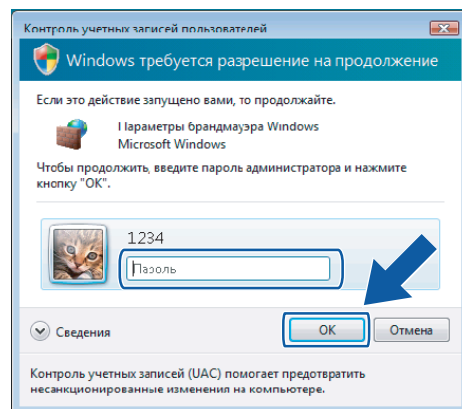 Контроль учетных записей пользователей
Windows требуется разрешение на продолжение
Если это действие запущено вами, то продолжайте.
Параметры брандмауэра Windows
Microsoft Windows
Чтобы продолжить, введите пароль администратора и нажмите
кнопку "ОК".
1234
Пароль
Сведения
ОК
Отмена
Контроль учетных записей (UAC) помогает предотвратить
несанкционированные изменения на компьютере.